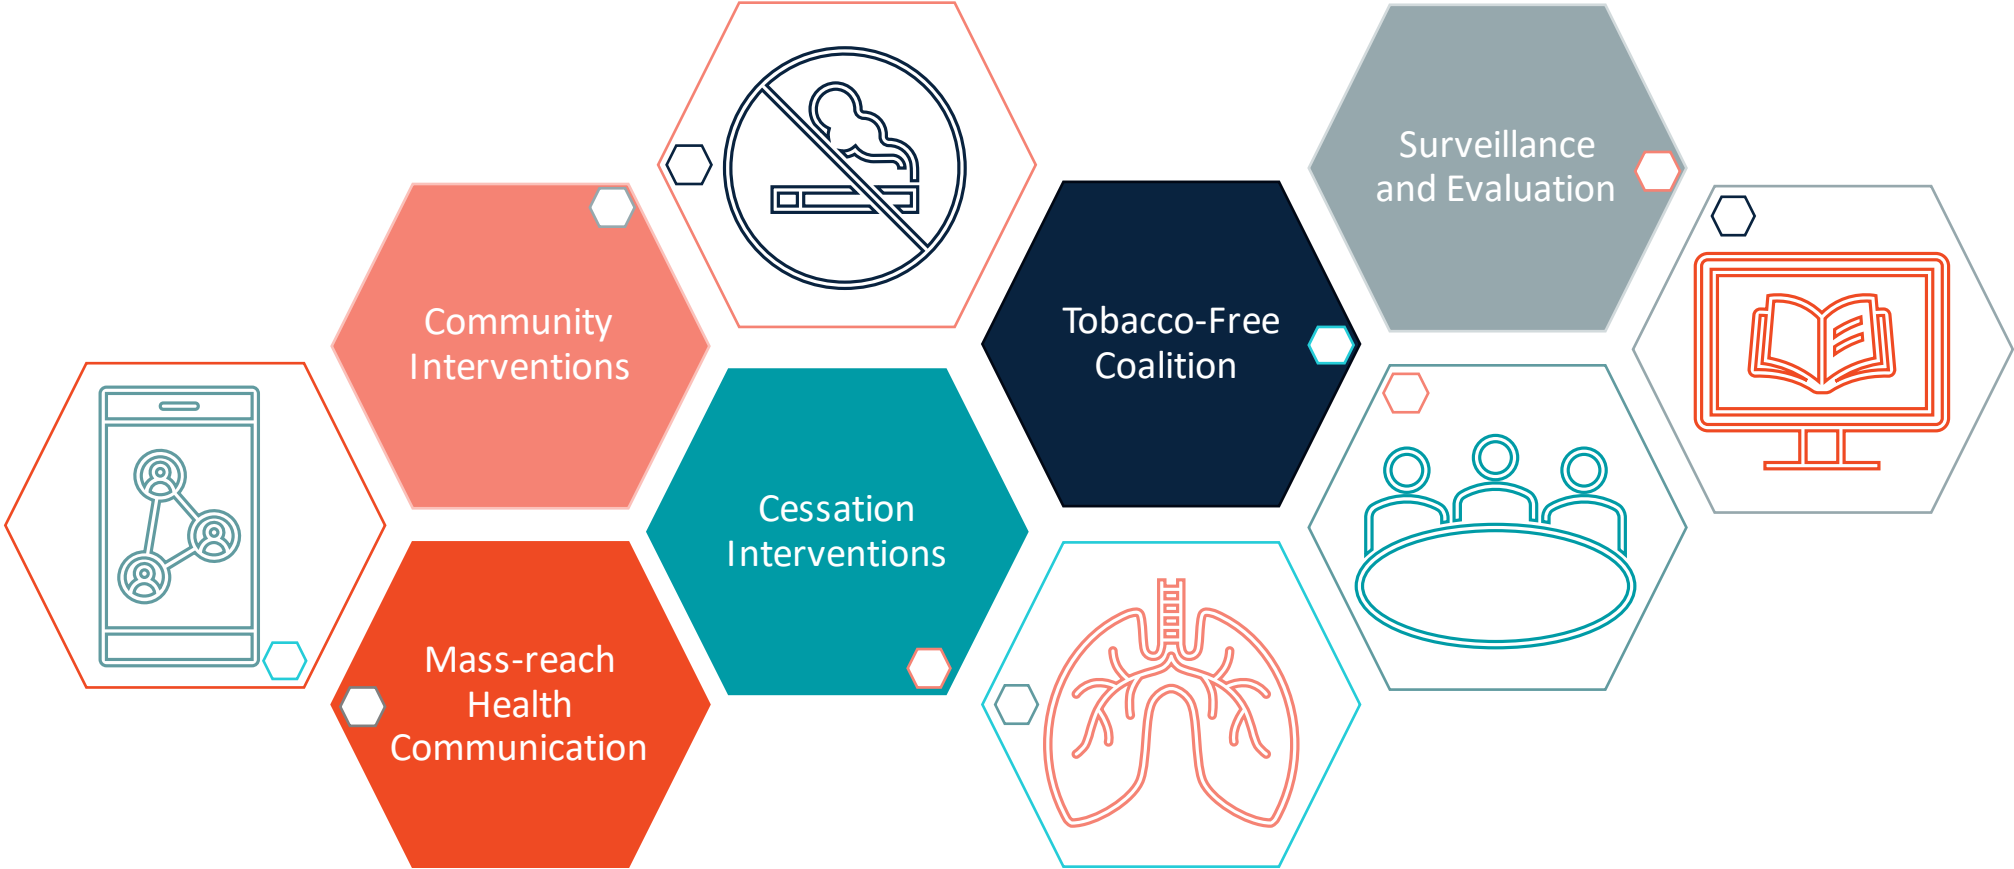 Community
Interventions
Mass-reach
Health
Communication
Cessation
Interventions
Tobacco-Free
Coalition
Surveillance
and Evaluation